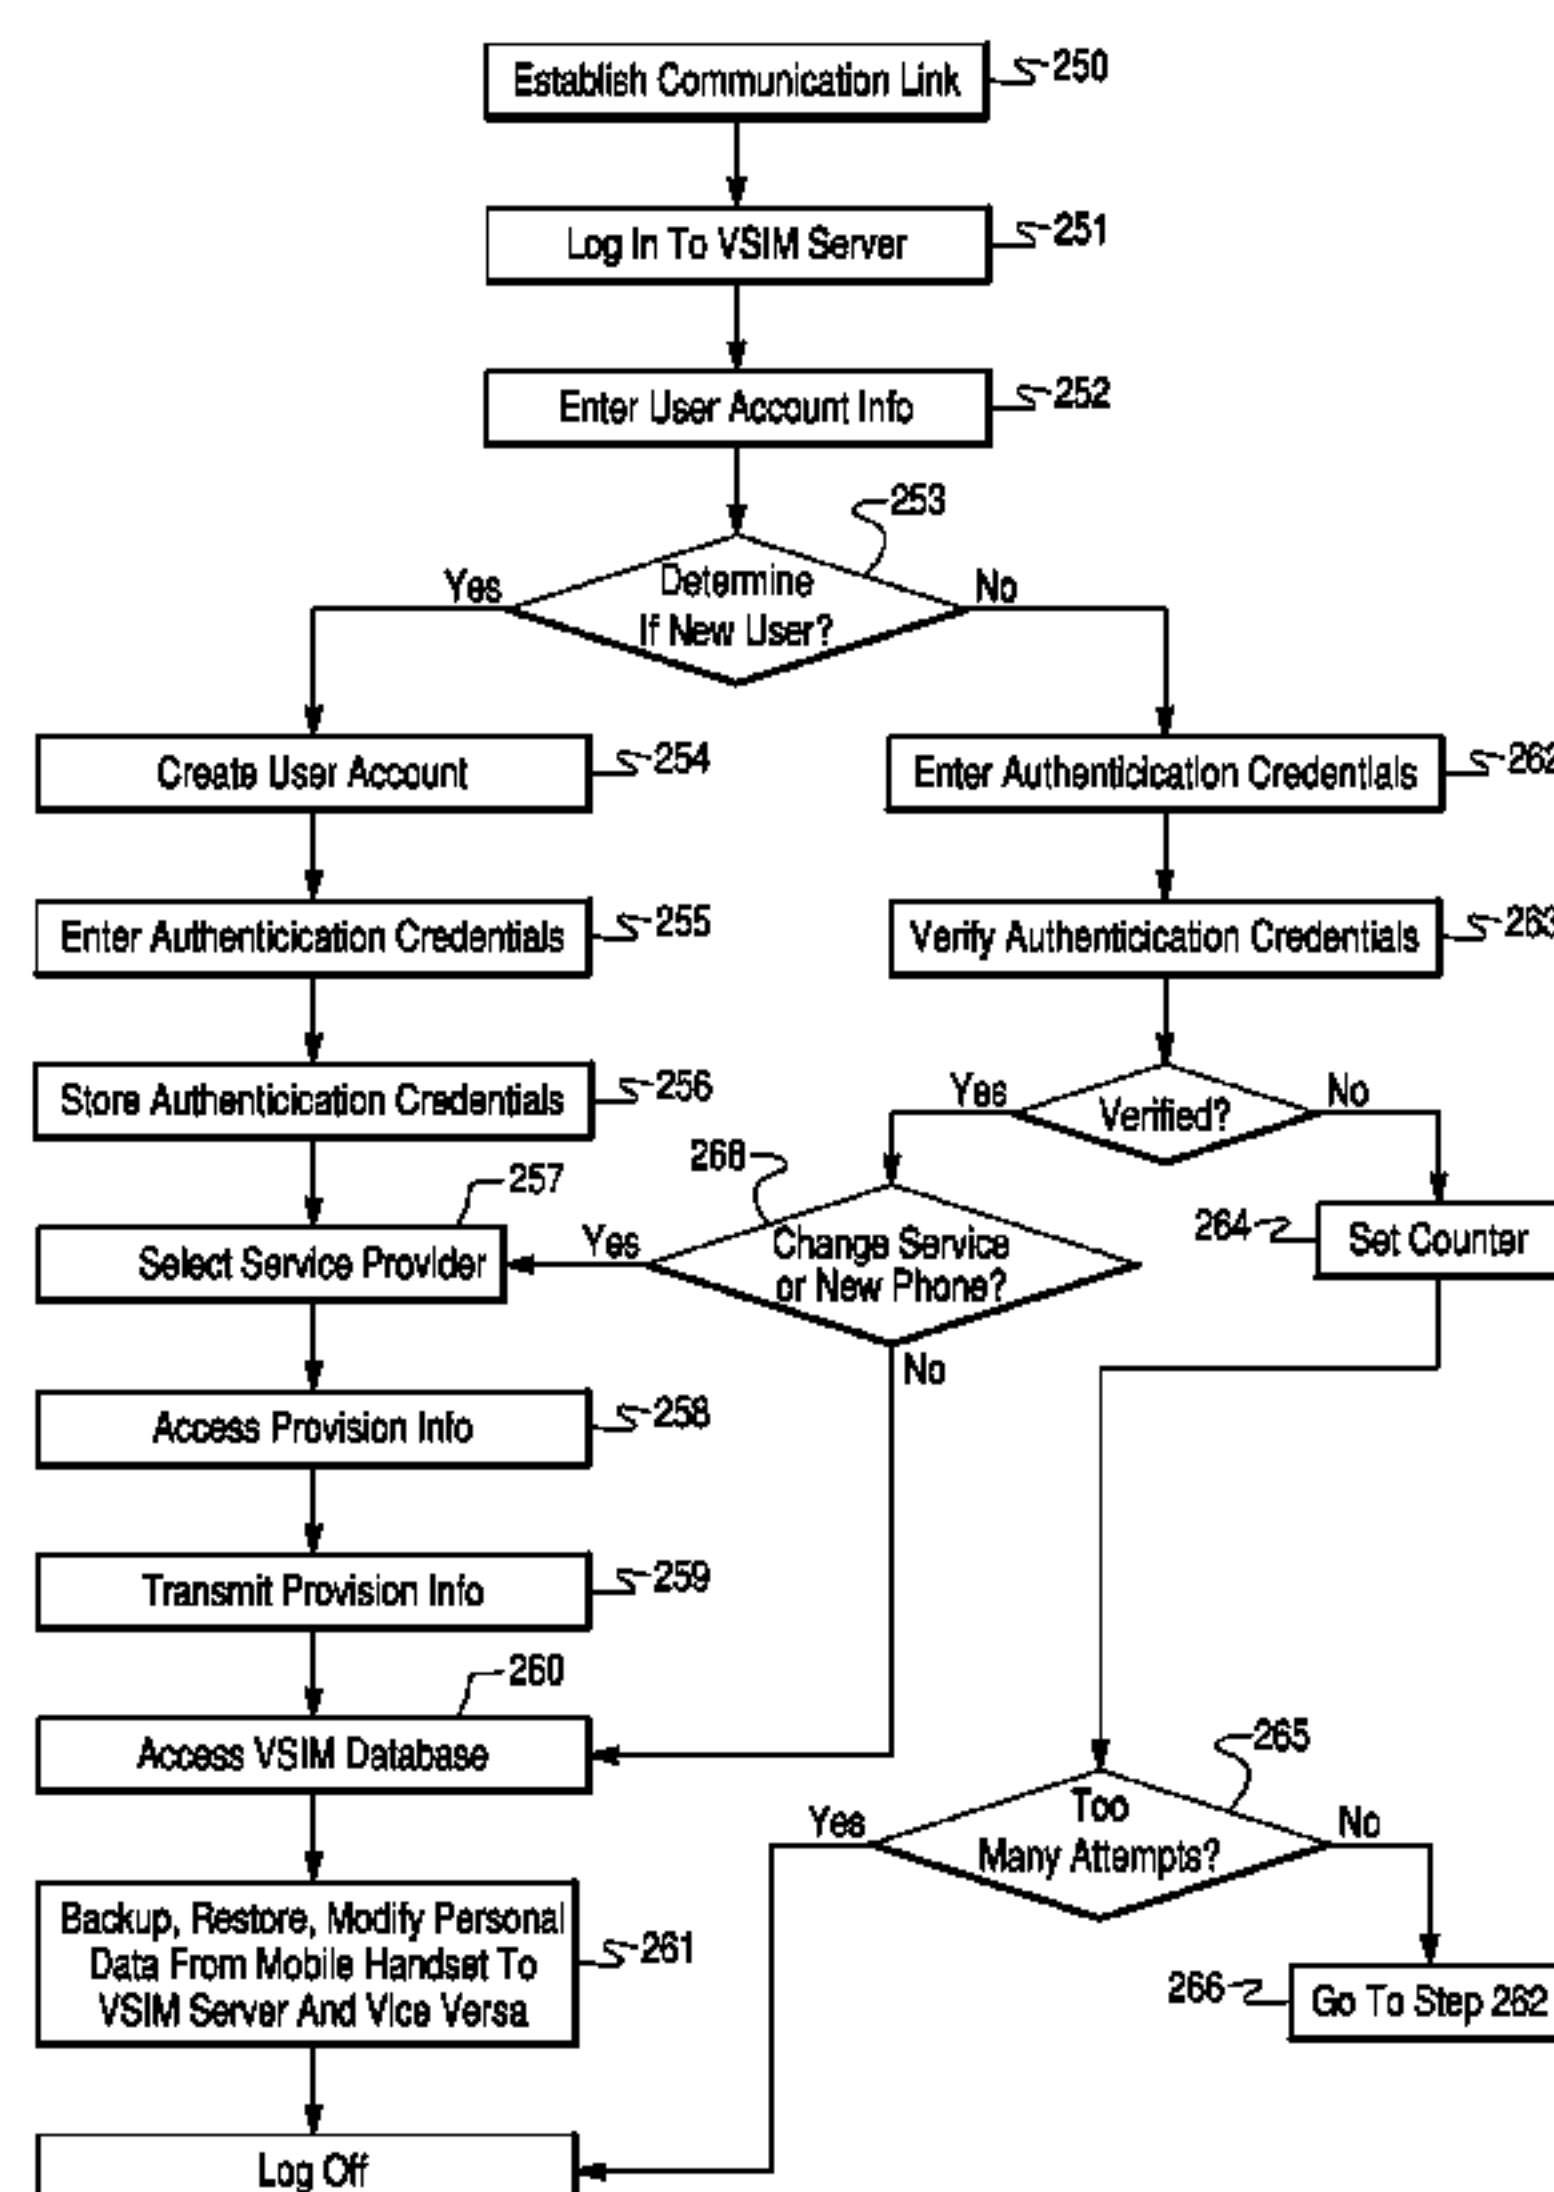 Establish Communication Link
250
Log In To VSIM Server
251
Enter User Account Info
252
253
Determine
If New User?
Yes
No
Create User Account
254
Enter Authenticication Credentials
262
Enter Authenticication Credentials
255
Verify Authenticication Credentials
263
Store Authenticication Credentials
256
Yes
Verified?
No
257
268
Select Service Provider
Yes
Change Service
or New Phone?
No
264
Set Counter
Access Provision Info
258
Transmit Provision Info
259
260
Access VSIM Database
265
Too
Many Attempts?
Yes
No
Backup, Restore, Modify Personal
Data From Mobile Handset To
VSIM Server And Vice Versa
261
266
Go To Step 262
Log Off